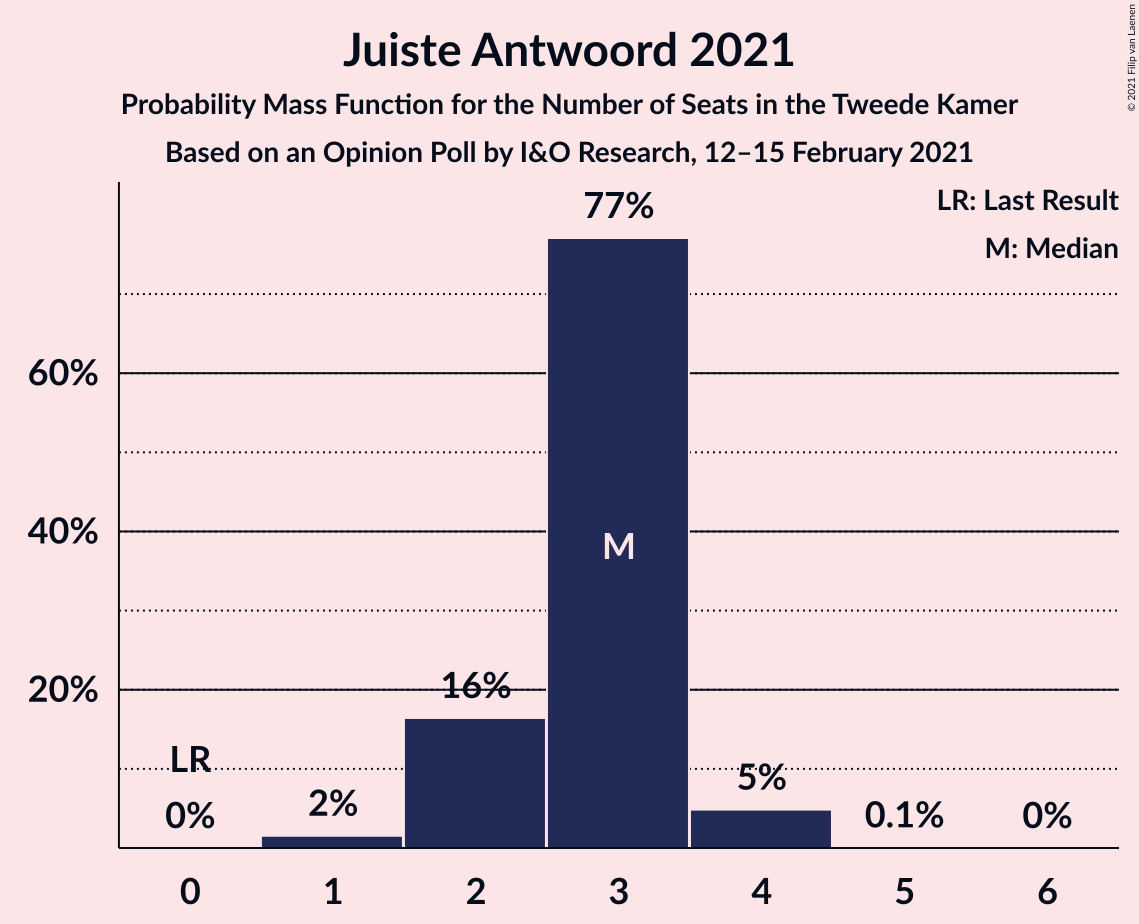 Juiste Antwoord 2021
Probability Mass Function for the Number of Seats in the Tweede Kamer
Based on an Opinion Poll by I&O Research, 12–15 February 2021
© 2021 Filip van Laenen
LR: Last Result
M: Median
77%
60%
40%
M
20%
16%
LR
0%
2%
5%
0.1%
0%
0 1 2 3 4 5 6